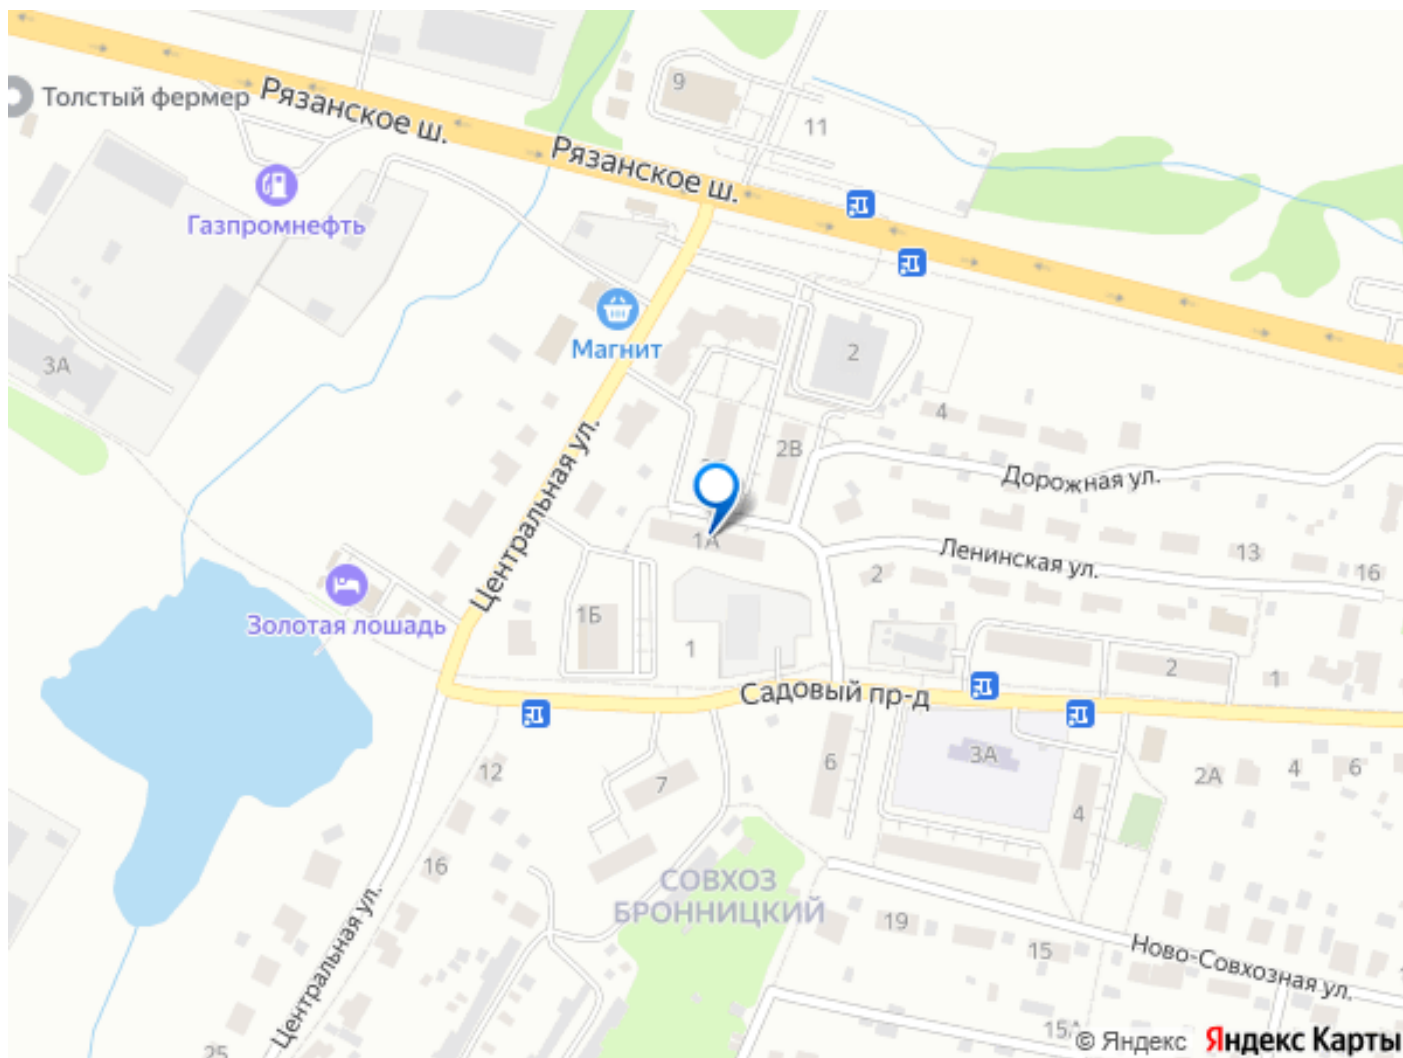 9
Толстый фермер
Рязанское ш.
11
Рязанское ш.
Газпромнефть
Магнит
2
3А
4
2В
Дорожная ул.
Центральная ул.
1А
Ленинская ул.
13
2
16
Золотая лошадь
1Б
1
2
1
Садовый пр-д
6
3А
12
7
2А
4
6
4
16
СОВХОЗ
БРОННИЦКИЙ
19
15
Ново-Совхозная ул.
Центральная ул.
15А
25
© Яндекс Яндекс Карты